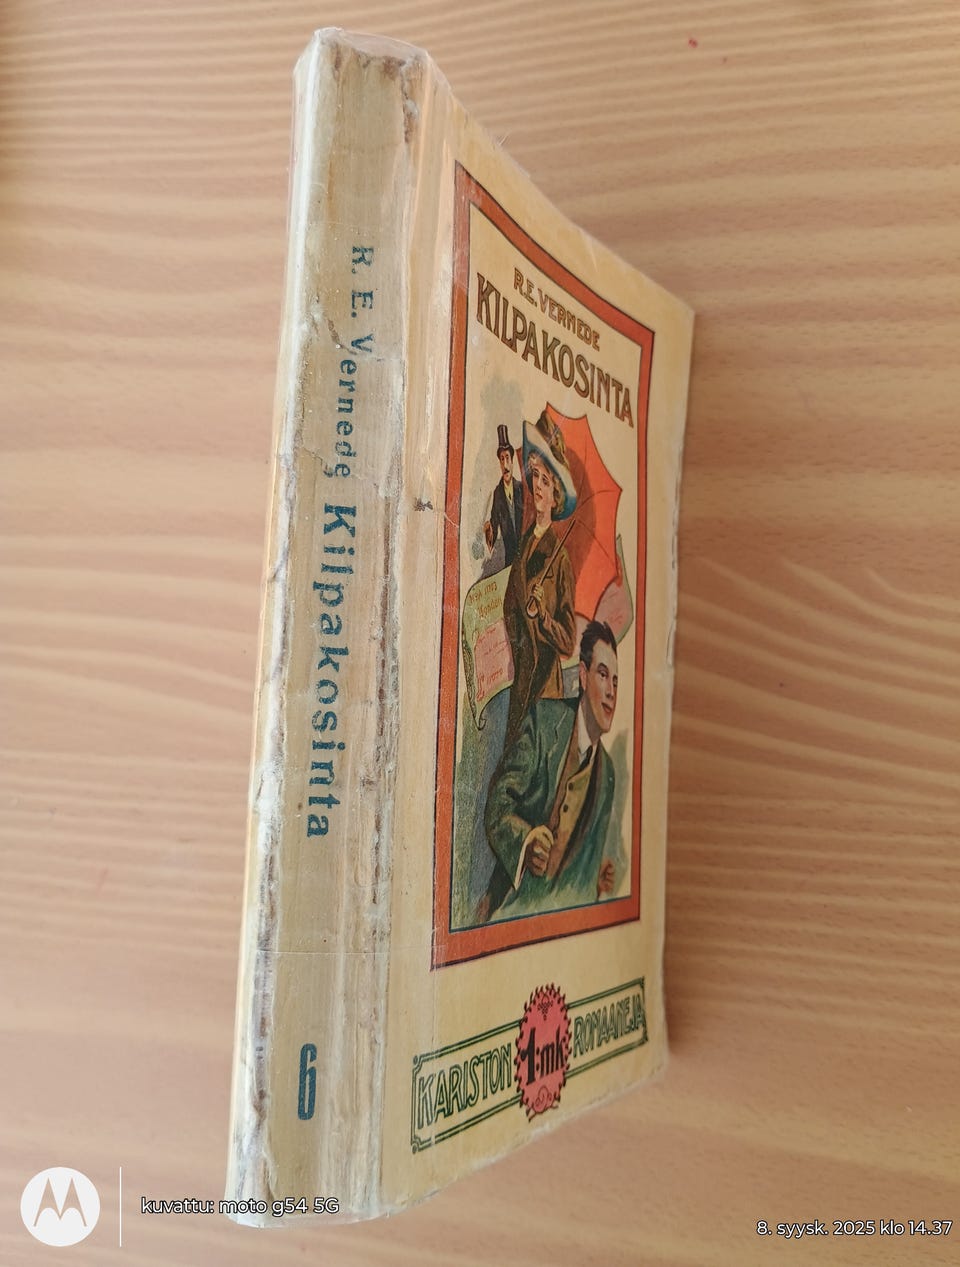 R. E. Vernede Kilpakosinta
6
R.E. VERNEDE
KILPAKOSINTA
KARISTON 1:mk ROMAANEJA
kuvattu: moto g54 5G
8. syysk. 2025 klo 14.37